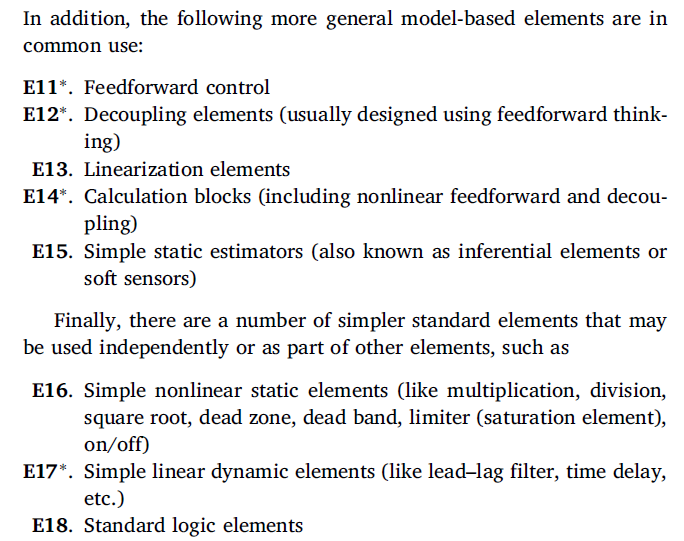 In addition, the following more general model-based elements are in
common use:
E11*. Feedforward control
E12*. Decoupling elements (usually designed using feedforward think-
ing)
E13. Linearization elements
E14*. Calculation blocks (including nonlinear feedforward and decou-
pling)
E15. Simple static estimators (also known as inferential elements or
soft sensors)
Finally, there are a number of simpler standard elements that may
be used independently or as part of other elements, such as
E16. Simple nonlinear static elements (like multiplication, division,
square root, dead zone, dead band, limiter (saturation element),
on/off)
E17*. Simple linear dynamic elements (like lead–lag filter, time delay,
etc.)
E18. Standard logic elements